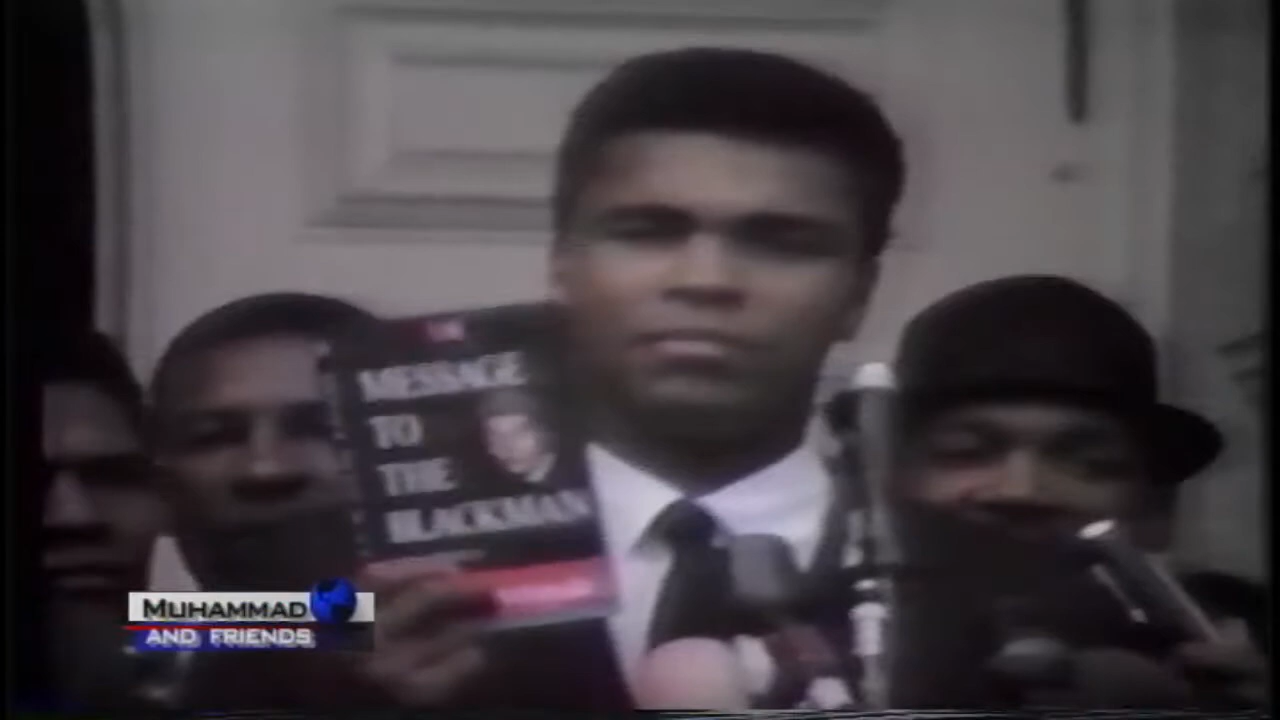 MESSAGE
TO
THE
BLACKMAN
MUHAMMAD
AND FRIENDS